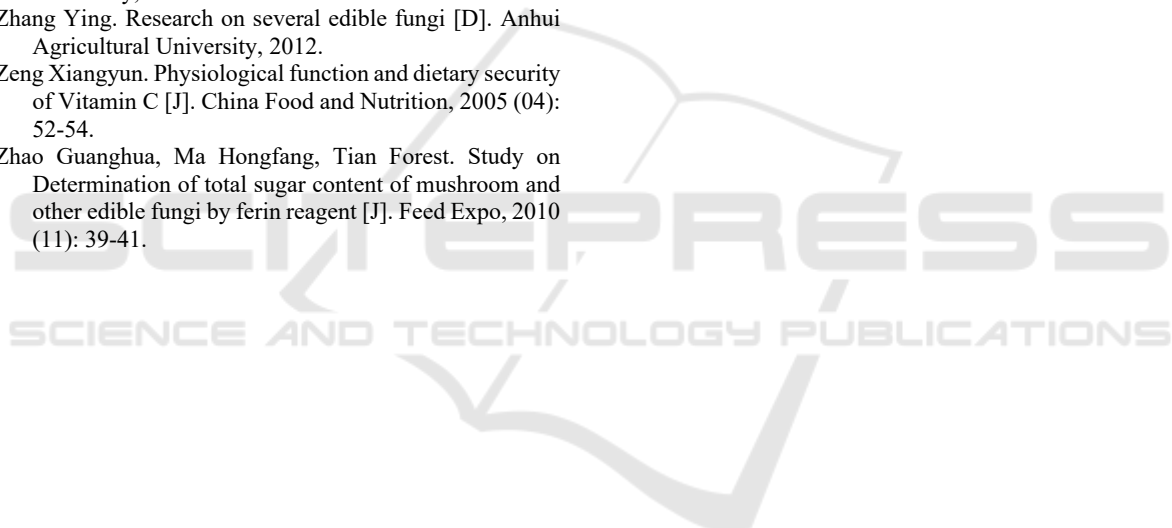 Zhang Ying. Research on several edible fungi [D]. Anhui
Agricultural University, 2012.
Zeng Xiangyun. Physiological function and dietary security
of Vitamin C [J]. China Food and Nutrition, 2005 (04):
52-54.
Zhao Guanghua, Ma Hongfang, Tian Forest. Study on
Determination of total sugar content of mushroom and
other edible fungi by ferin reagent [J]. Feed Expo, 2010
(11): 39-41.
SCITEPRESS
SCIENCE AND TECHNOLOGY PUBLICATIONS